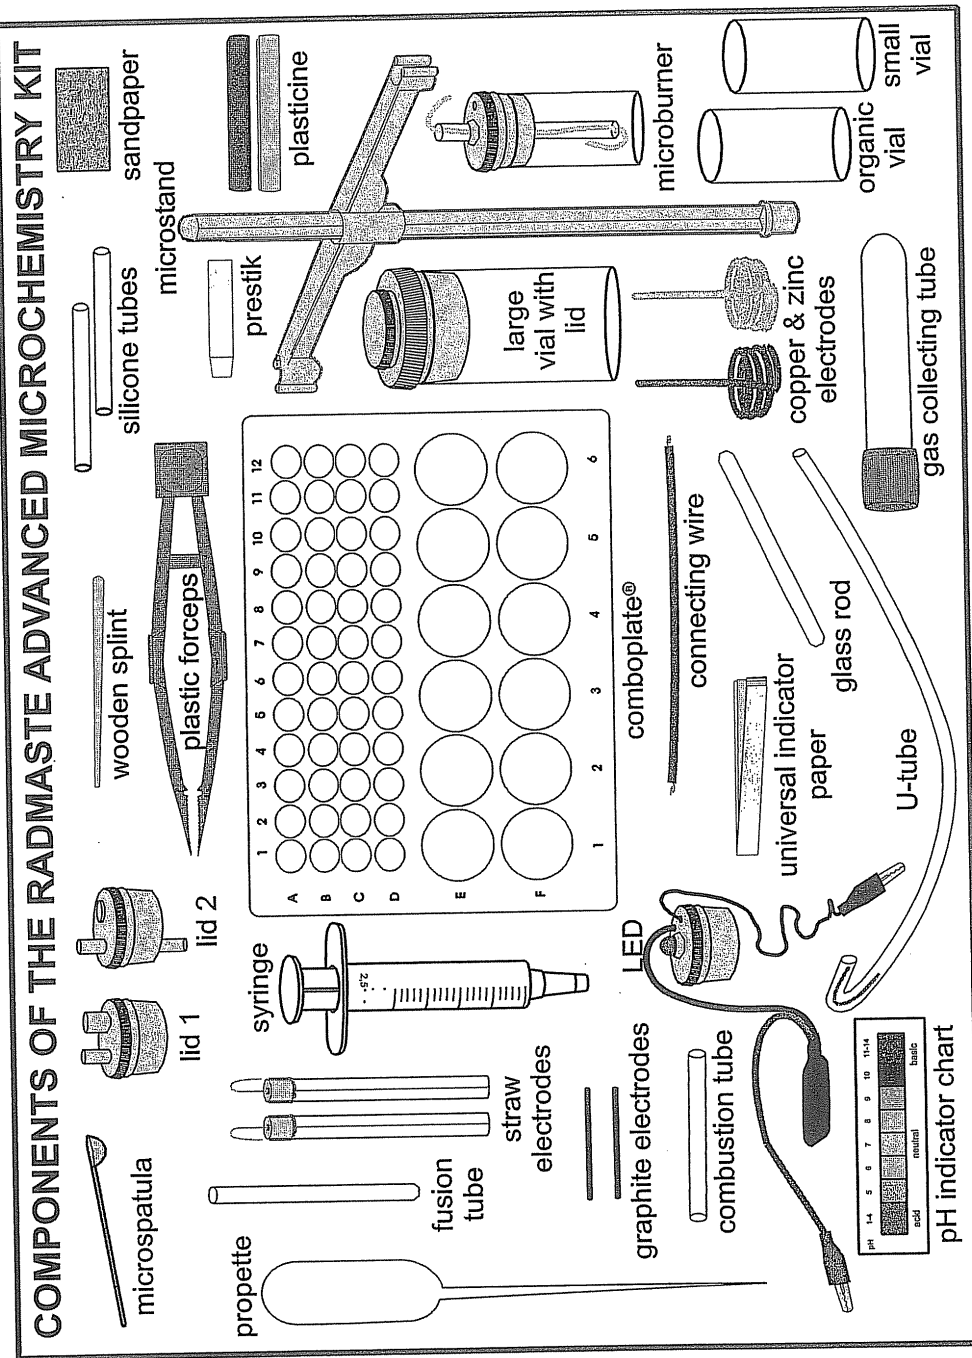 COMPONENTS OF THE RADMASTE ADVANCED MICROCHEMISTRY KIT
microspatula
lid 1
lid 2
wooden splint
plastic forceps
silicone tubes
sandpaper
microstand
prestik
plasticine
propette
fusion
tube
straw
electrodes
syringe
2,5
1 2 3 4 5 6 7 8 9 10 11 12
A
B
C
D
E
F
1 2 3 4 5 6
comboplate®
large
vial with
lid
microburner
graphite electrodes
combustion tube
LED
connecting wire
universal indicator
paper
glass rod
U-tube
copper & zinc
electrodes
organic
vial
small
vial
gas collecting tube
pH 1-4 5 6 7 8 9 10 11-14
acid neutral basic
pH indicator chart